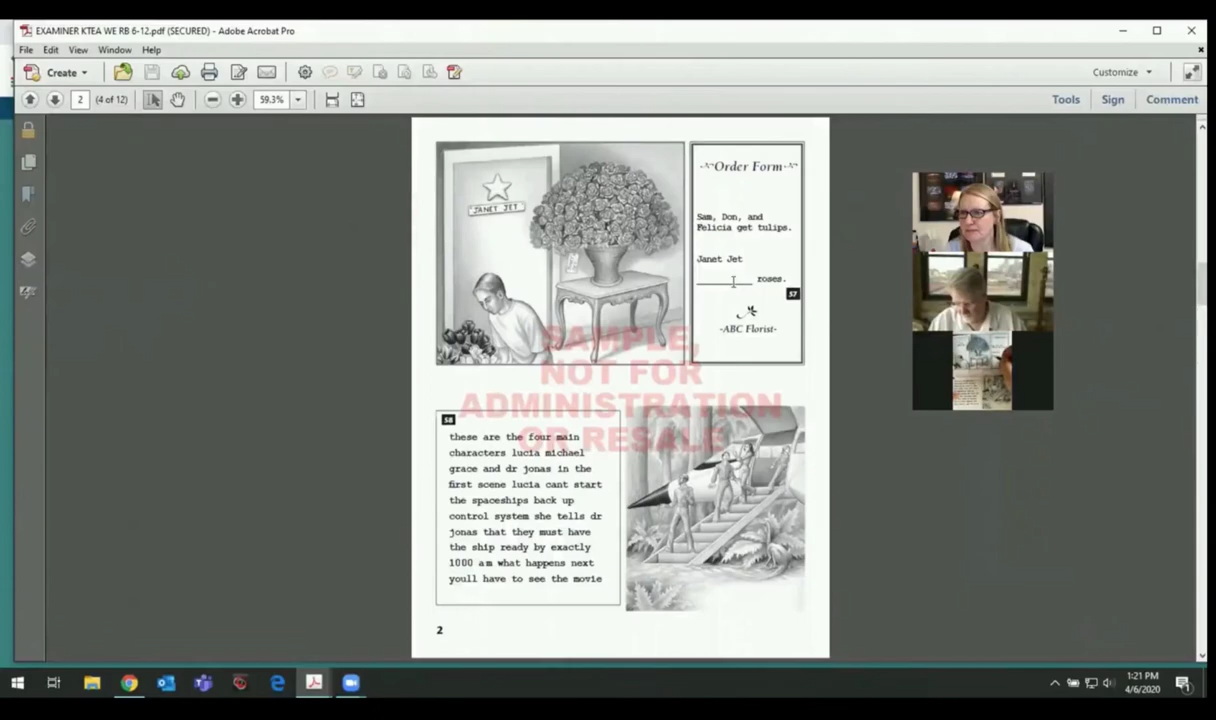 EXAMINER KTEA WE RB 6-12.pdf (SECURED) - Adobe Acrobat Pro
File Edit View Window Help
Create
Customize
2 (4 of 12)
59.3%
Tools Sign Comment
JANET JET
Order Form
Sam, Don, and
Felicia get tulips.
Janet Jet
________ roses.
57
-ABC Florist-
SAMPLE,
NOT FOR
ADMINISTRATION
OR RESALE
58
these are the four main
characters lucia michael
grace and dr jonas in the
first scene lucia cant start
the spaceships back up
control system she tells dr
jonas that they must have
the ship ready by exactly
1000 am what happens next
youll have to see the movie
2
1:21 PM
4/6/2020